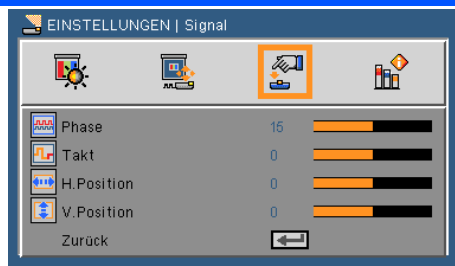 EINSTELLUNGEN | Signal
Phase 15
Takt 0
H.Position 0
V.Position 0
Zurück